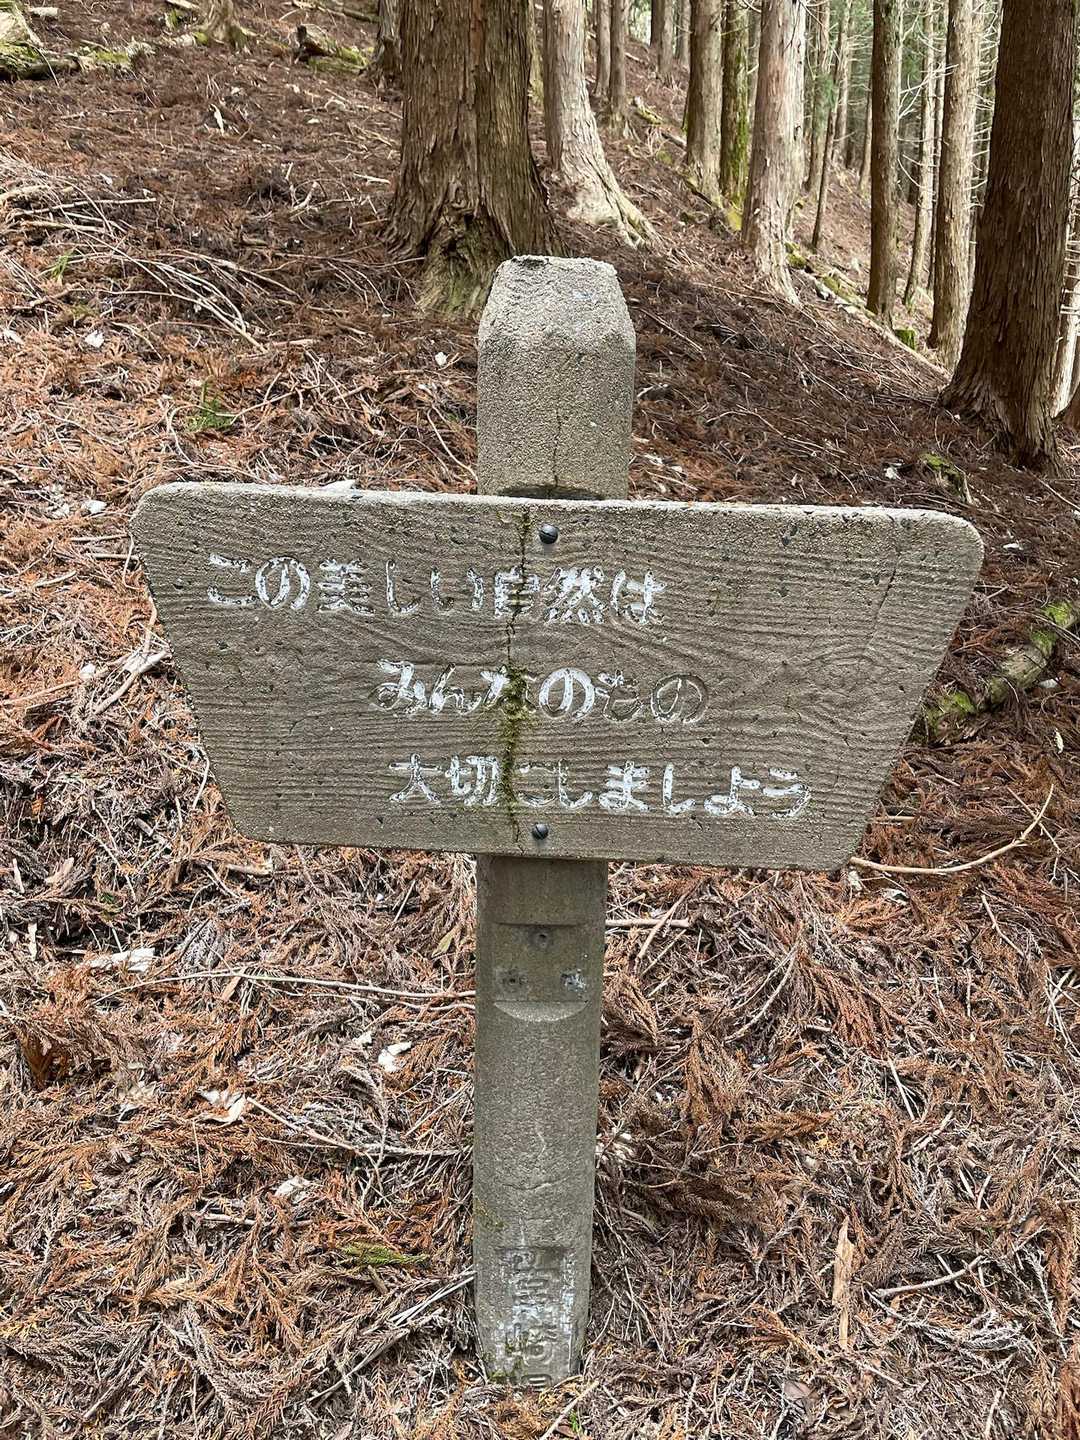 この美しい自然は
みんなのもの
大切にしましよう